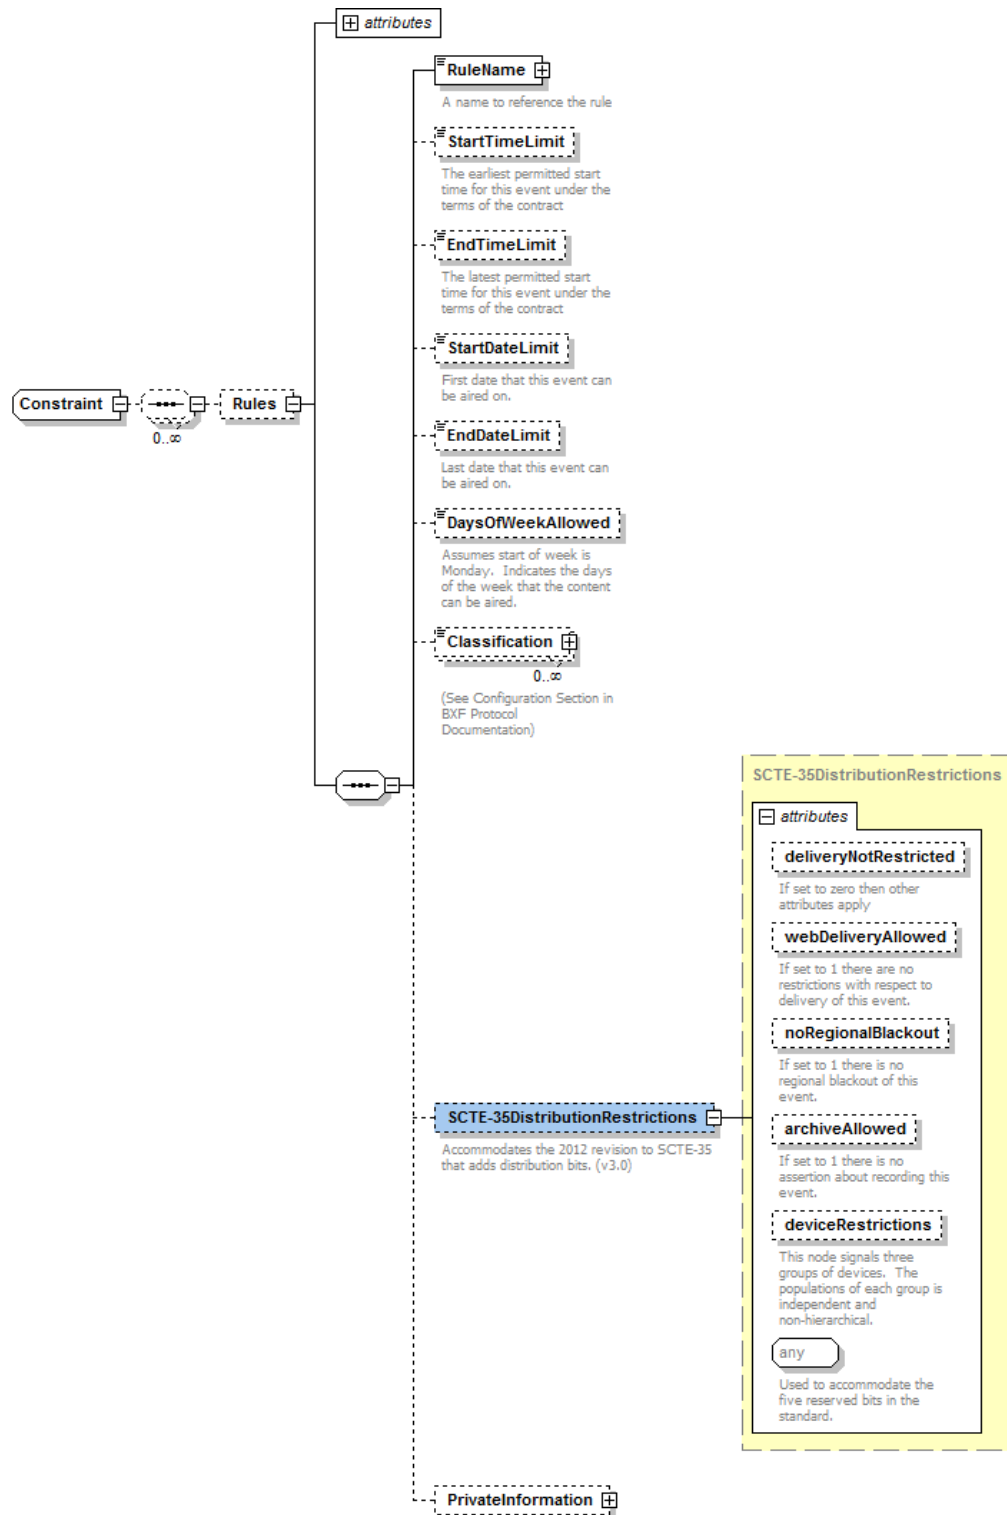 attributes
RuleName
A name to reference the rule
StartTimeLimit
The earliest permitted start
time for this event under the
terms of the contract
EndTimeLimit
The latest permitted start
time for this event under the
terms of the contract
StartDateLimit
First date that this event can
be aired on.
Constraint
0..∞
Rules
EndDateLimit
Last date that this event can
be aired on.
DaysOfWeekAllowed
Assumes start of week is
Monday.  Indicates the days
of the week that the content
can be aired.
Classification
0..∞
(See Configuration Section in
BXF Protocol
Documentation)
SCTE-35DistributionRestrictions
attributes
deliveryNotRestricted
If set to zero then other
attributes apply
webDeliveryAllowed
If set to 1 there are no
restrictions with respect to
delivery of this event.
noRegionalBlackout
If set to 1 there is no
regional blackout of this
event.
SCTE-35DistributionRestrictions
Accommodates the 2012 revision to SCTE-35
that adds distribution bits. (v3.0)
archiveAllowed
If set to 1 there is no
assertion about recording this
event.
deviceRestrictions
This node signals three
groups of devices.  The
populations of each group is
independent and
non-hierarchical.
any
Used to accommodate the
five reserved bits in the
standard.
PrivateInformation